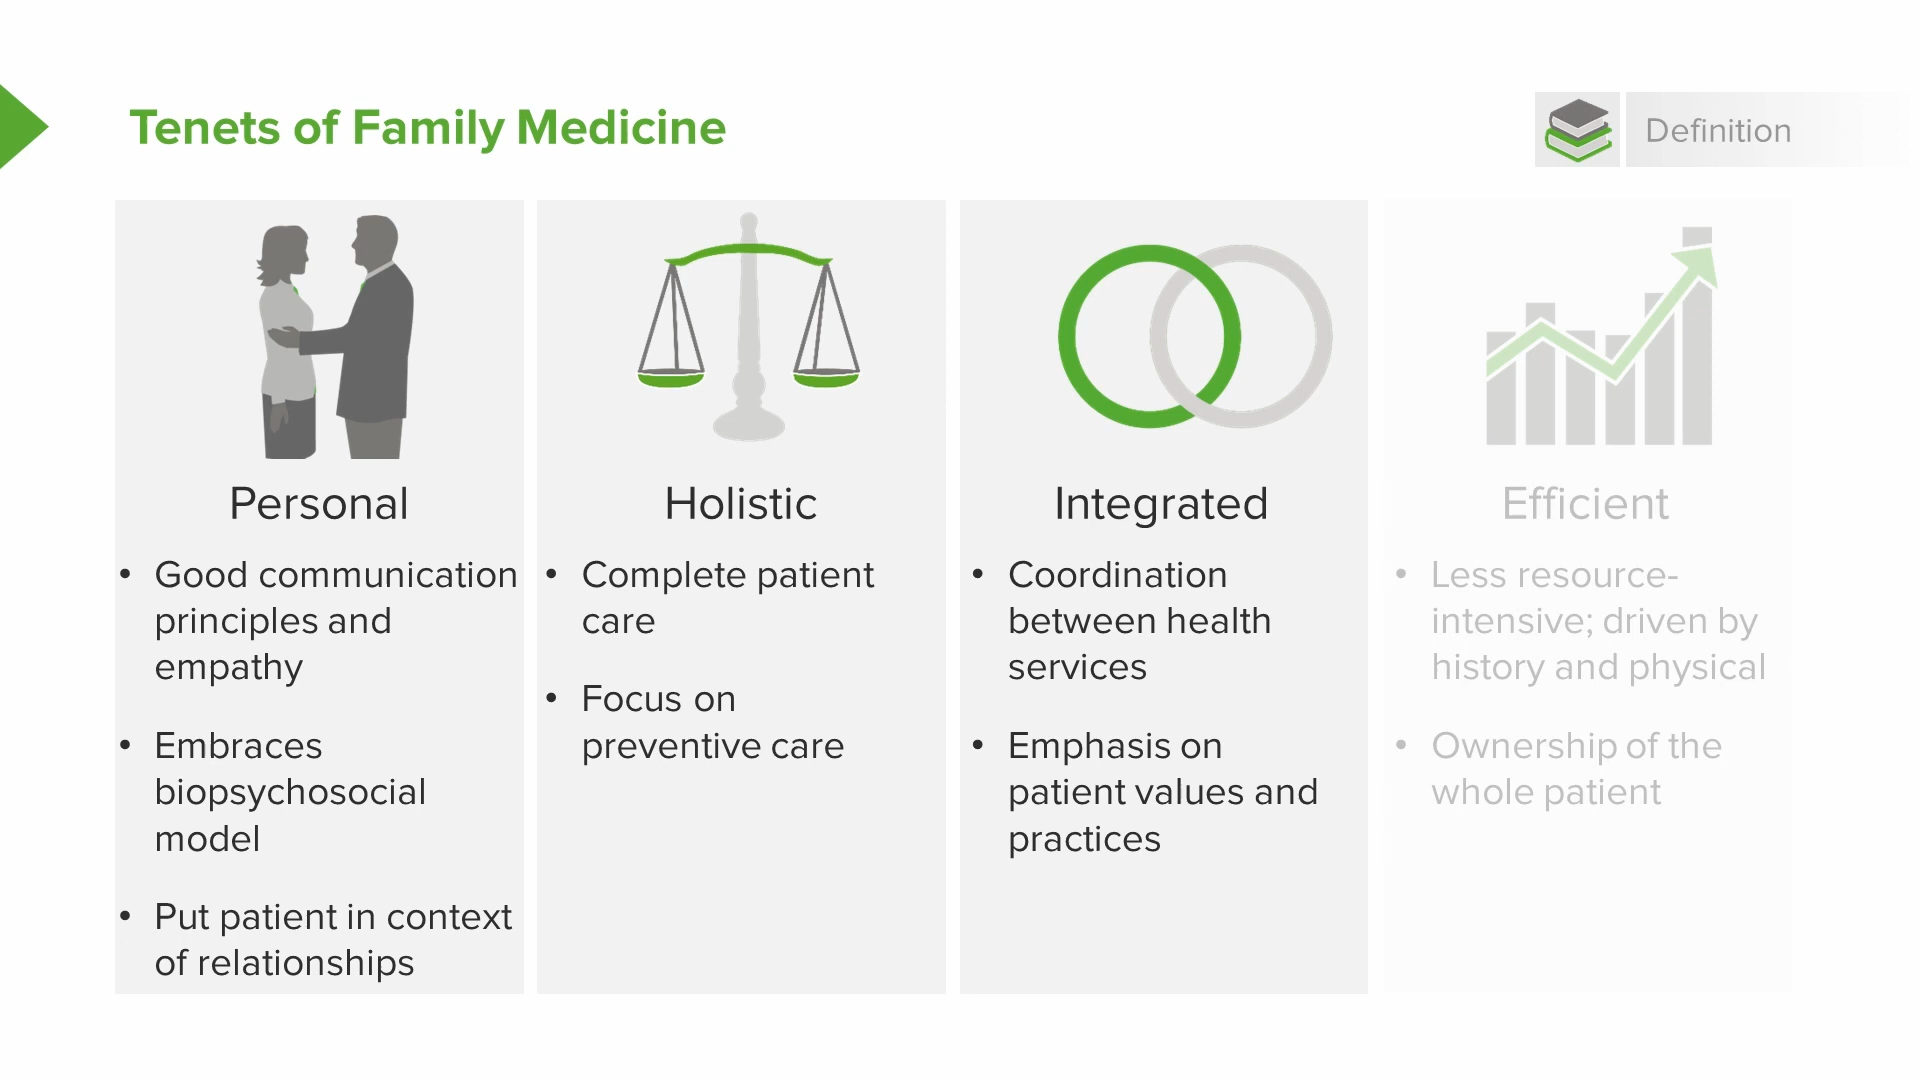 Tenets of Family Medicine
Definition
Personal
• Good communication
principles and
empathy
• Embraces
biopsychosocial
model
• Put patient in context
of relationships
Holistic
• Complete patient
care
• Focus on
preventive care
Integrated
• Coordination
between health
services
• Emphasis on
patient values and
practices
Efficient
• Less resource-
intensive; driven by
history and physical
• Ownership of the
whole patient